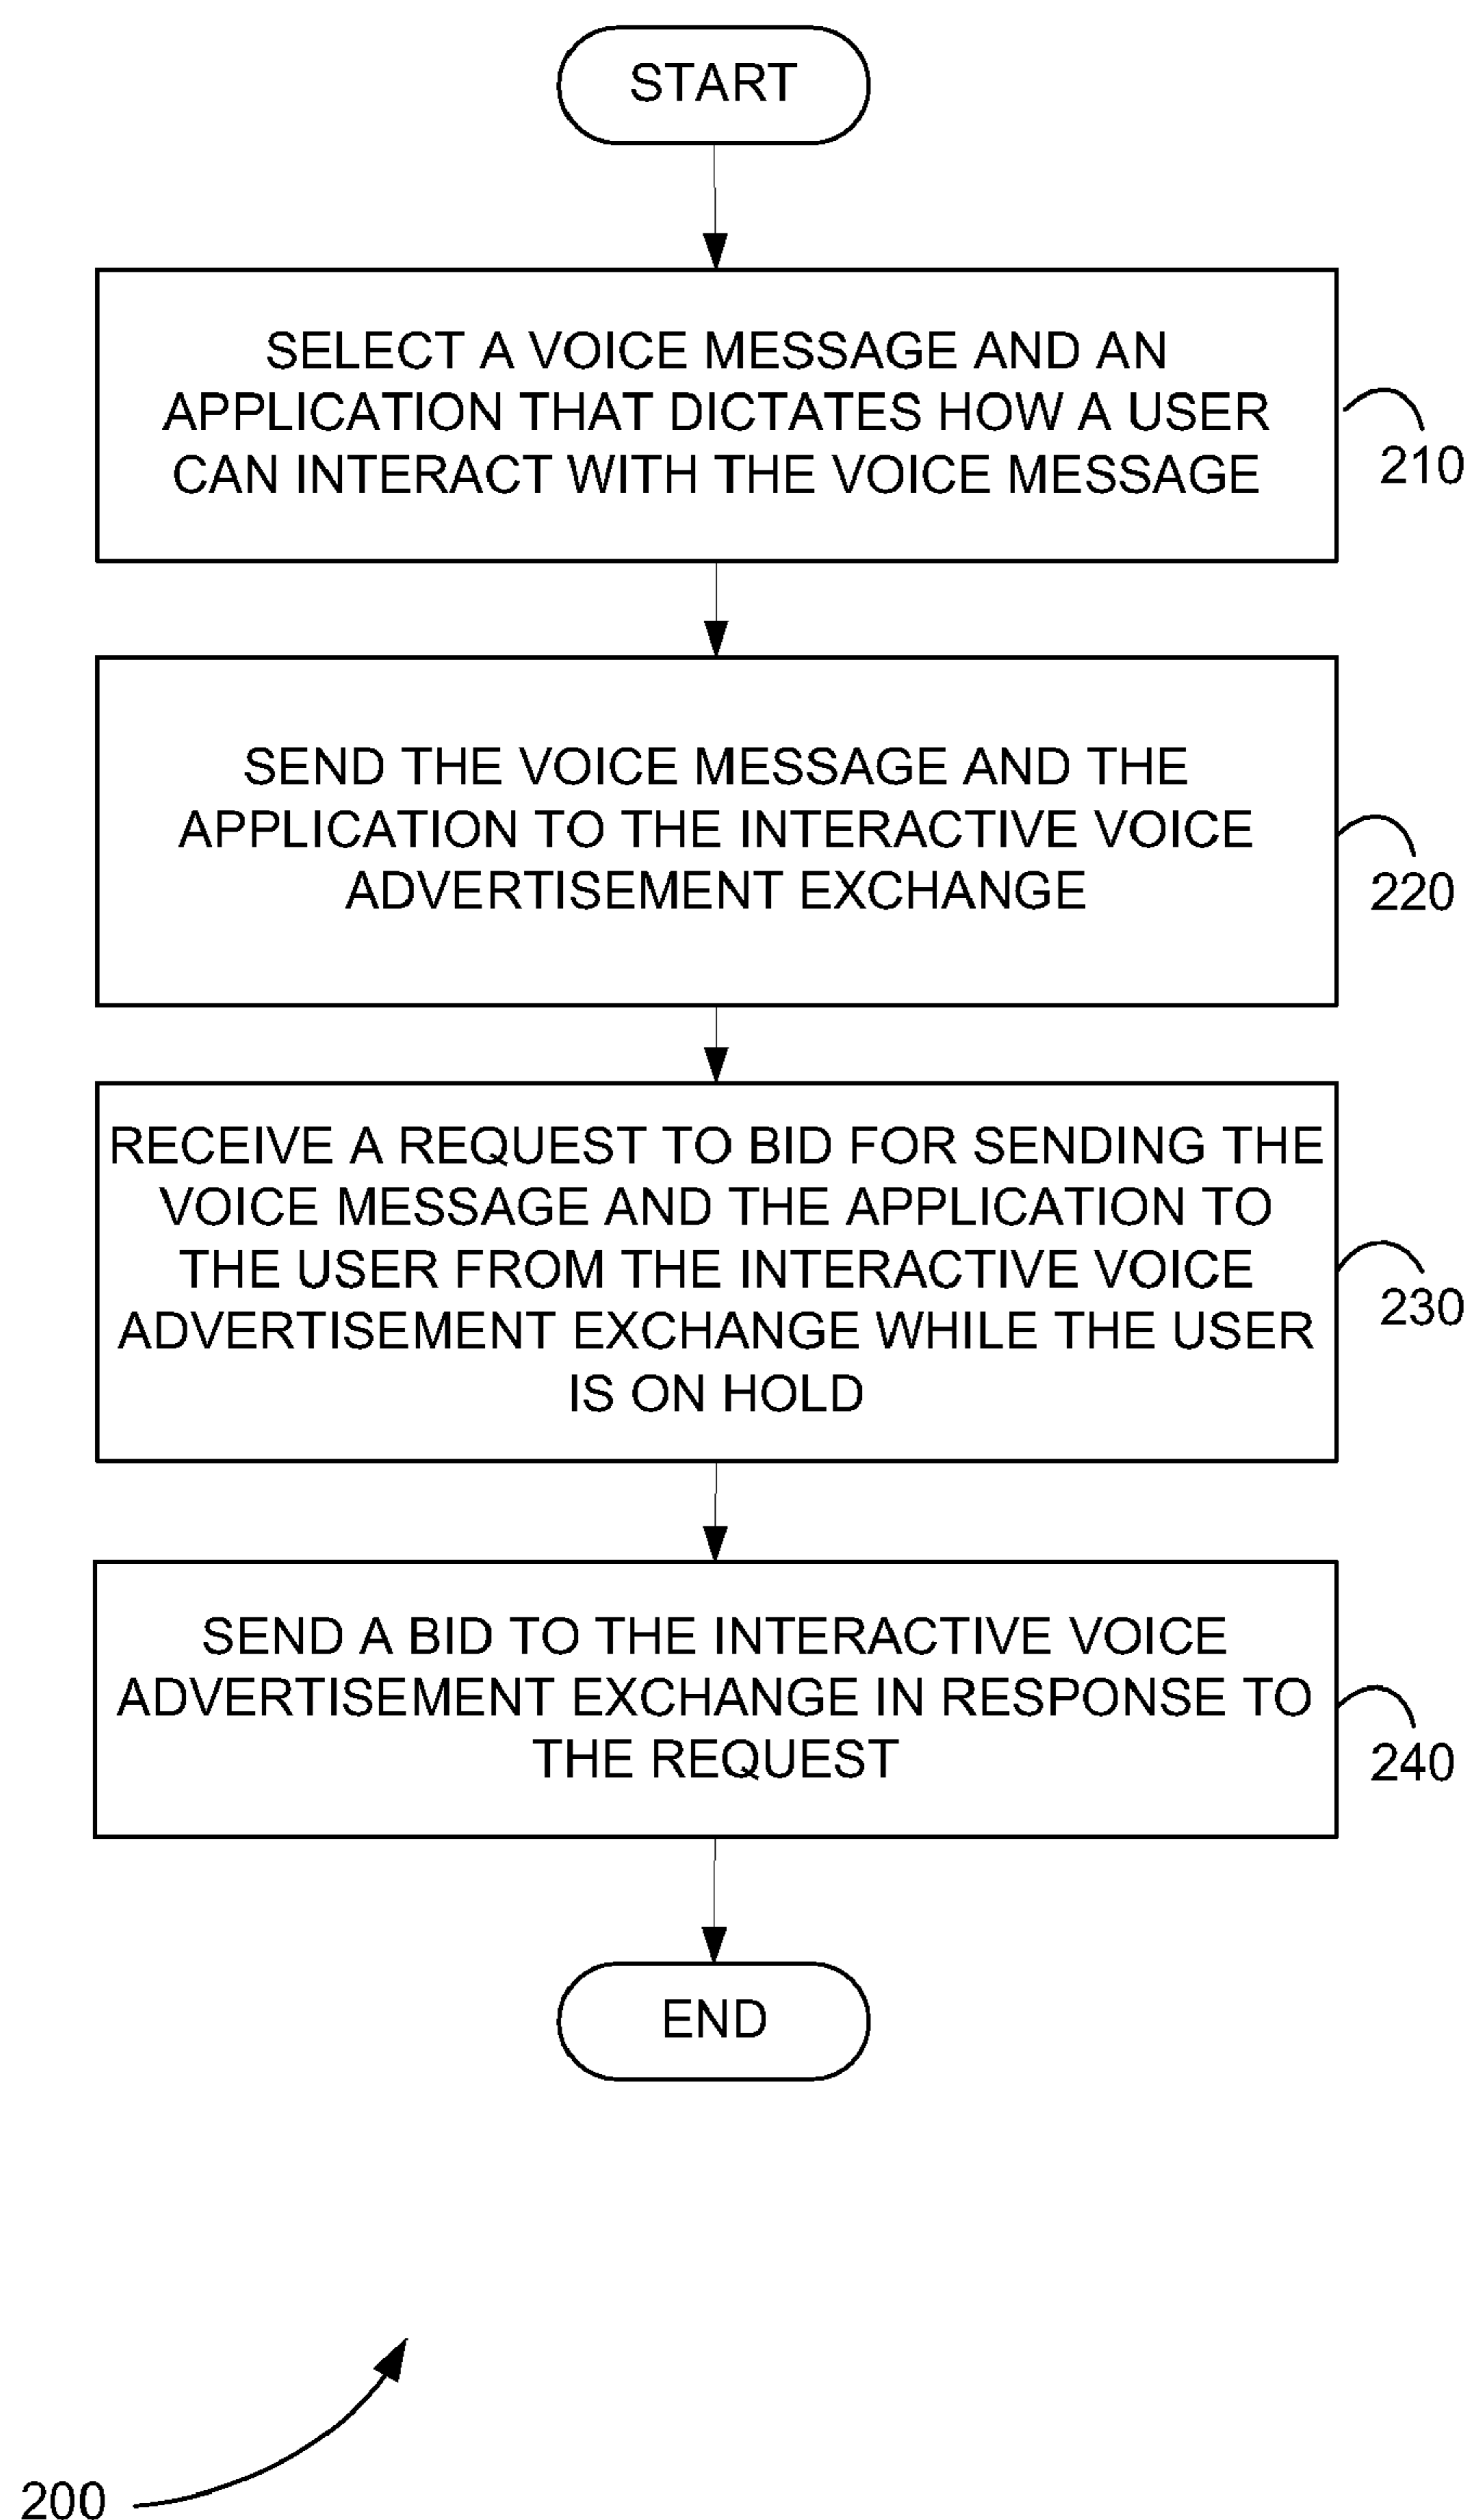 START
SELECT A VOICE MESSAGE AND AN
APPLICATION THAT DICTATES HOW A USER
CAN INTERACT WITH THE VOICE MESSAGE
210
SEND THE VOICE MESSAGE AND THE
APPLICATION TO THE INTERACTIVE VOICE
ADVERTISEMENT EXCHANGE
220
RECEIVE A REQUEST TO BID FOR SENDING THE
VOICE MESSAGE AND THE APPLICATION TO
THE USER FROM THE INTERACTIVE VOICE
ADVERTISEMENT EXCHANGE WHILE THE USER
IS ON HOLD
230
SEND A BID TO THE INTERACTIVE VOICE
ADVERTISEMENT EXCHANGE IN RESPONSE TO
THE REQUEST
240
END
200